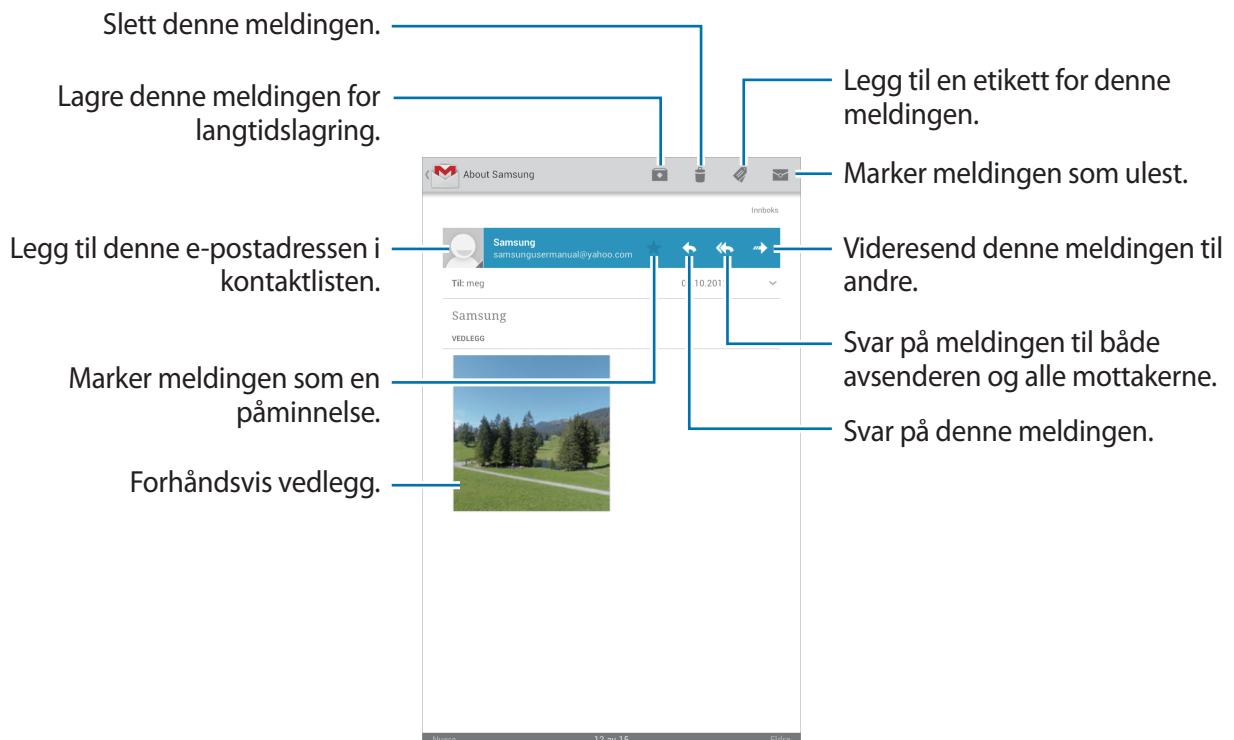 Slett denne meldingen.
Lagre denne meldingen for
langtidslagring.
Legg til en etikett for denne
meldingen.
About Samsung
Marker meldingen som ulest.
Innboks
Legg til denne e-postadressen i
kontaktlisten.
Samsung
samsungusermanual@yahoo.com
Videresend denne meldingen til
andre.
Til: meg
Samsung
VEDLEGG
Svar på meldingen til både
avsenderen og alle mottakerne.
Marker meldingen som en
påminnelse.
Svar på denne meldingen.
Forhåndsvis vedlegg.
12 av 15